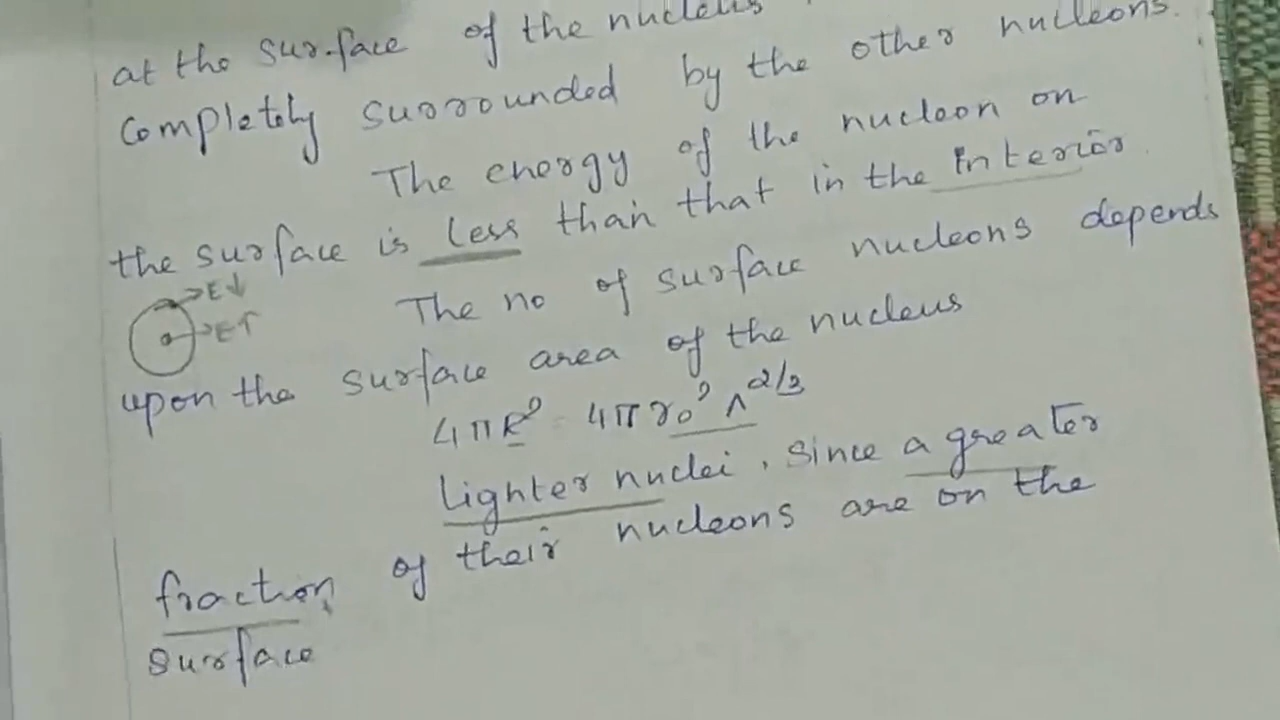 at the surface of the nucleus
completely surrounded by the other nucleons.
The energy of the nucleon on
the surface is less than that in the interior.
E↓
E↑
The no of surface nucleons depends
upon the surface area of the nucleus
4πR² 4πr₀² A^2/3
Lighter nuclei, since a greater
fraction of their nucleons are on the
surface